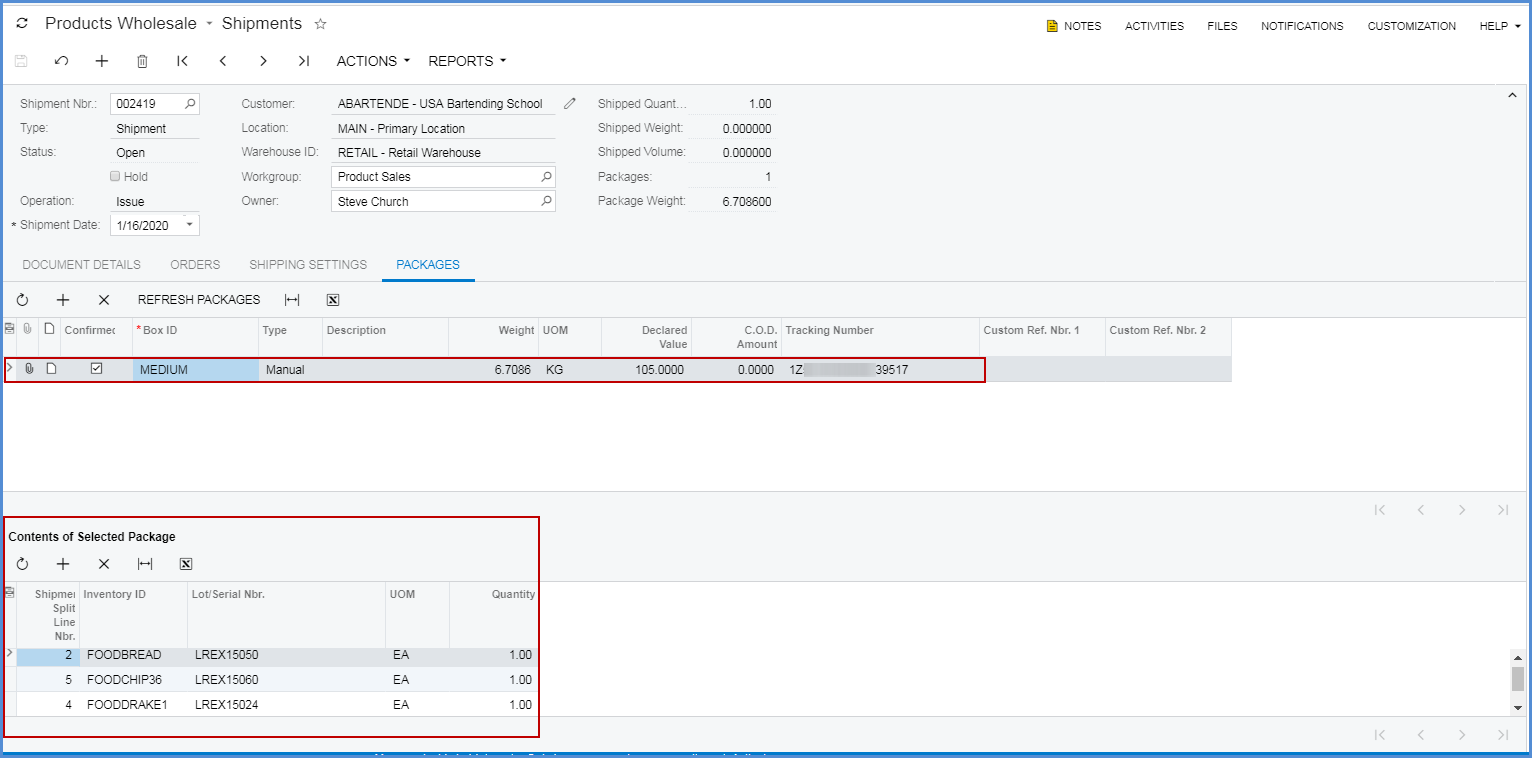 Products Wholesale Shipments
NOTES ACTIVITIES FILES NOTIFICATIONS CUSTOMIZATION HELP
ACTIONS REPORTS
Shipment Nbr.: 002419 Customer: ABARTENDE - USA Bartending School Shipped Quant... 1.00
Type: Shipment Location: MAIN - Primary Location Shipped Weight: 0.000000
Status: Open Warehouse ID: RETAIL - Retail Warehouse Shipped Volume: 0.000000
Hold Workgroup: Product Sales Packages: 1
Operation: Issue Owner: Steve Church Package Weight: 6.708600
* Shipment Date: 1/16/2020
DOCUMENT DETAILS ORDERS SHIPPING SETTINGS PACKAGES
REFRESH PACKAGES
Confirmed *Box ID Type Description Weight UOM Declared C.O.D. Tracking Number Custom Ref. Nbr. 1 Custom Ref. Nbr. 2
Value Amount
MEDIUM Manual 6.7086 KG 105.0000 0.0000 1Z 39517
Contents of Selected Package
Shipmer Inventory ID Lot/Serial Nbr. UOM Quantity
Split
Line
Nbr.
2 FOODBREAD LREX15050 EA 1.00
5 FOODCHIP36 LREX15060 EA 1.00
4 FOODDRAKE1 LREX15024 EA 1.00